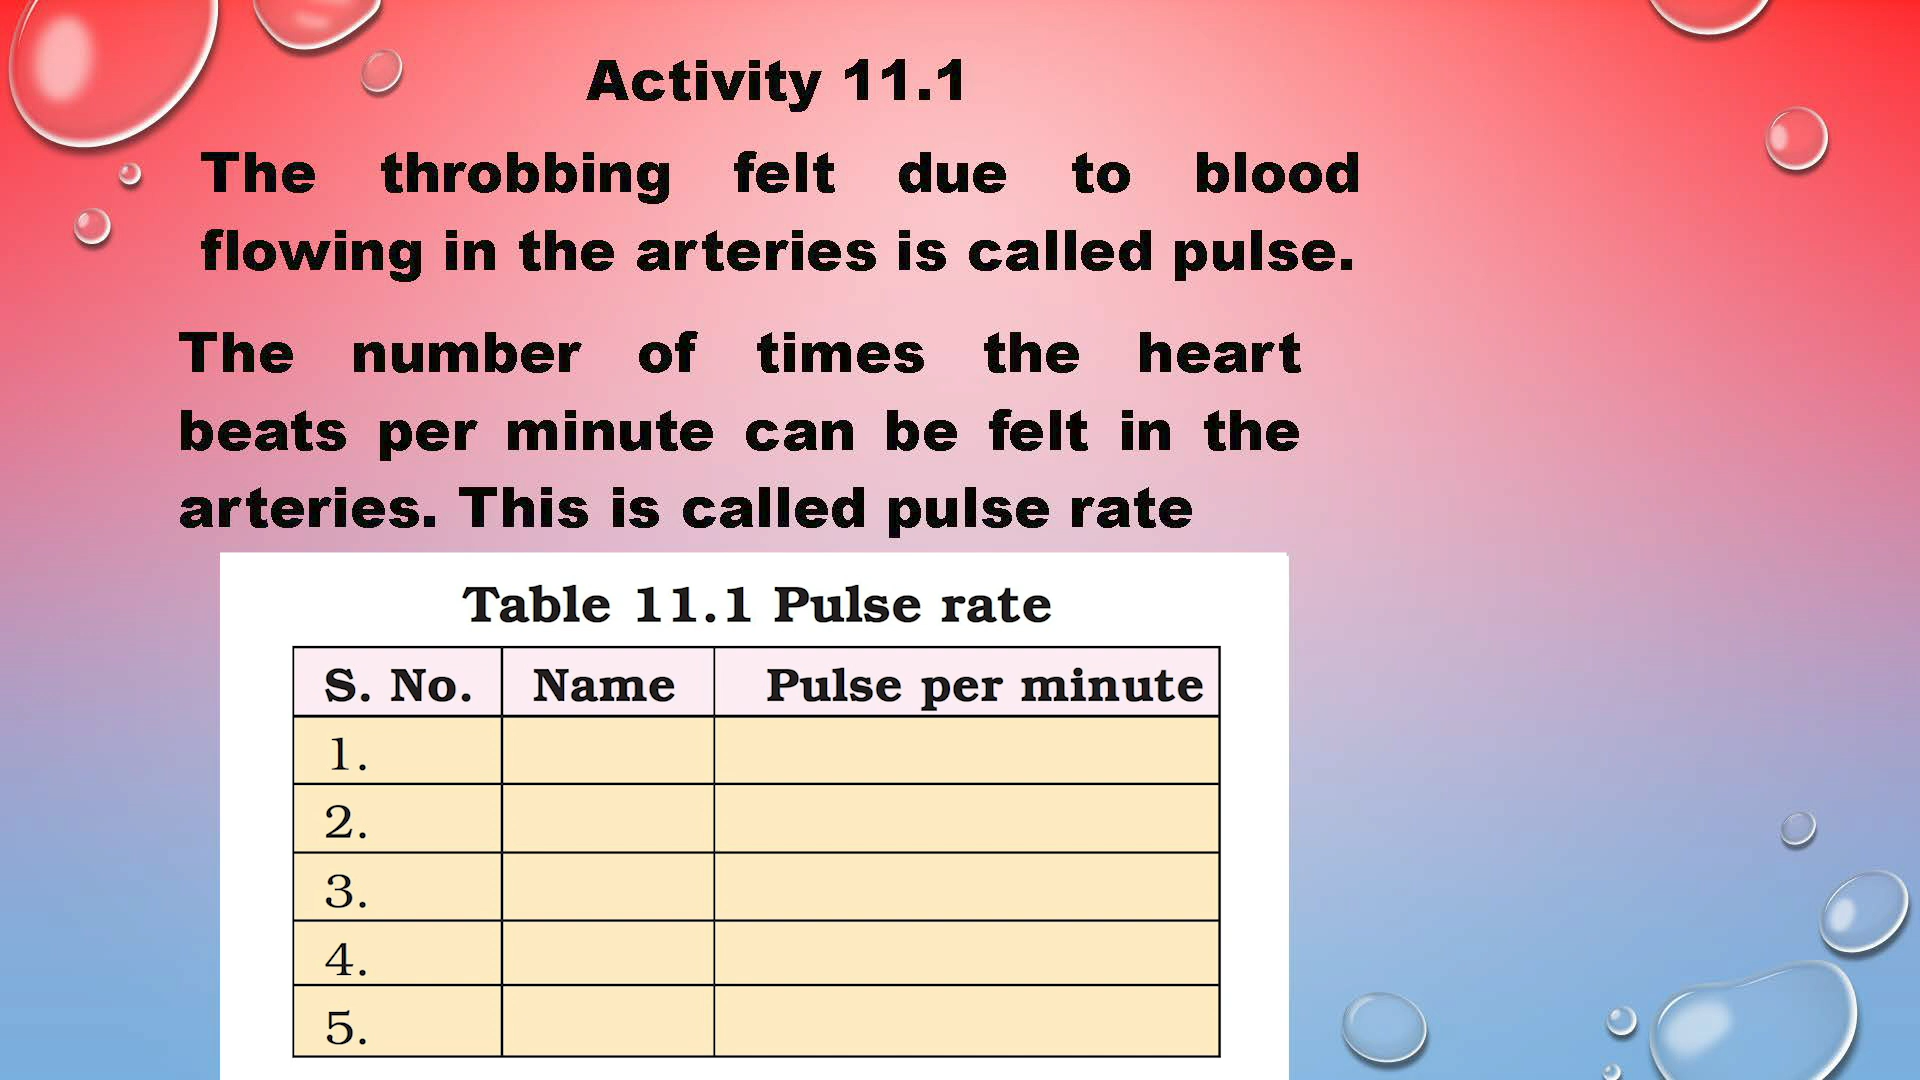 Activity 11.1
The throbbing felt due to blood
flowing in the arteries is called pulse.
The number of times the heart
beats per minute can be felt in the
arteries. This is called pulse rate
Table 11.1 Pulse rate
S. No. Name Pulse per minute
1.
2.
3.
4.
5.